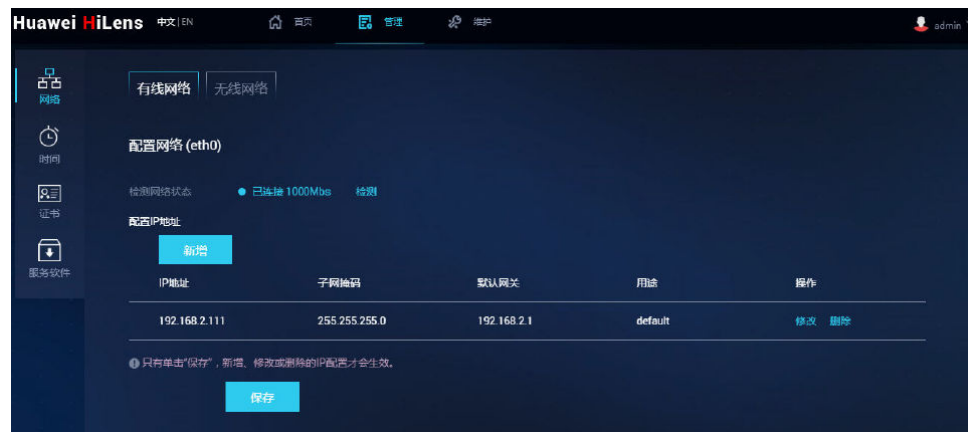 Huawei HiLens 中文|EN 首页 管理 维护 admin
网络
时间
证书
服务软件
有线网络 无线网络
配置网络 (eth0)
检测网络状态 已连接 1000Mbs 检测
配置IP地址
新增
IP地址 子网掩码 默认网关 用途 操作
192.168.2.111 255.255.255.0 192.168.2.1 default 修改 删除
只有单击“保存”，新增、修改或删除的IP配置才会生效。
保存